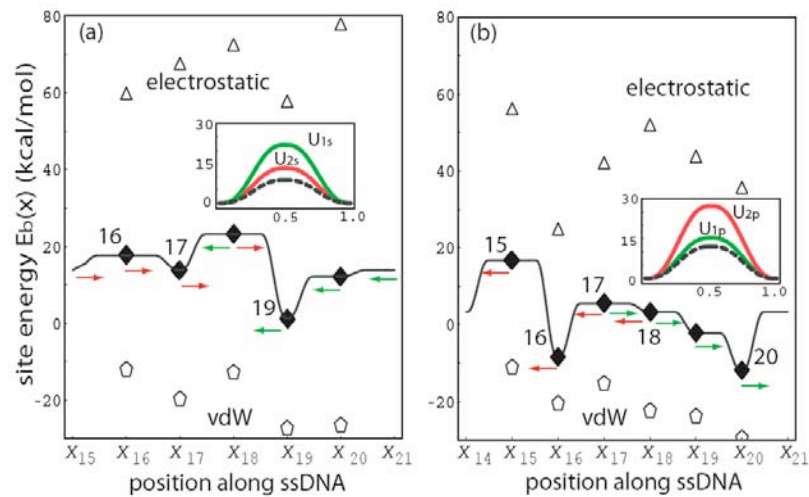 (a)
electrostatic
U1s
U2s
30
15
0
0.5
1.0
16
17
19
vdW
80
60
40
20
0
-20
site energy Eb(x) (kcal/mol)
X15 X16 X17 X18 X19 X20 X21
position along ssDNA
(b)
electrostatic
U2p
U1p
30
15
0
0.5
1.0
15
16
17
18
20
vdW
80
60
40
20
0
-20
X14 X15 X16 X17 X18 X19 X20 X21
position along ssDNA